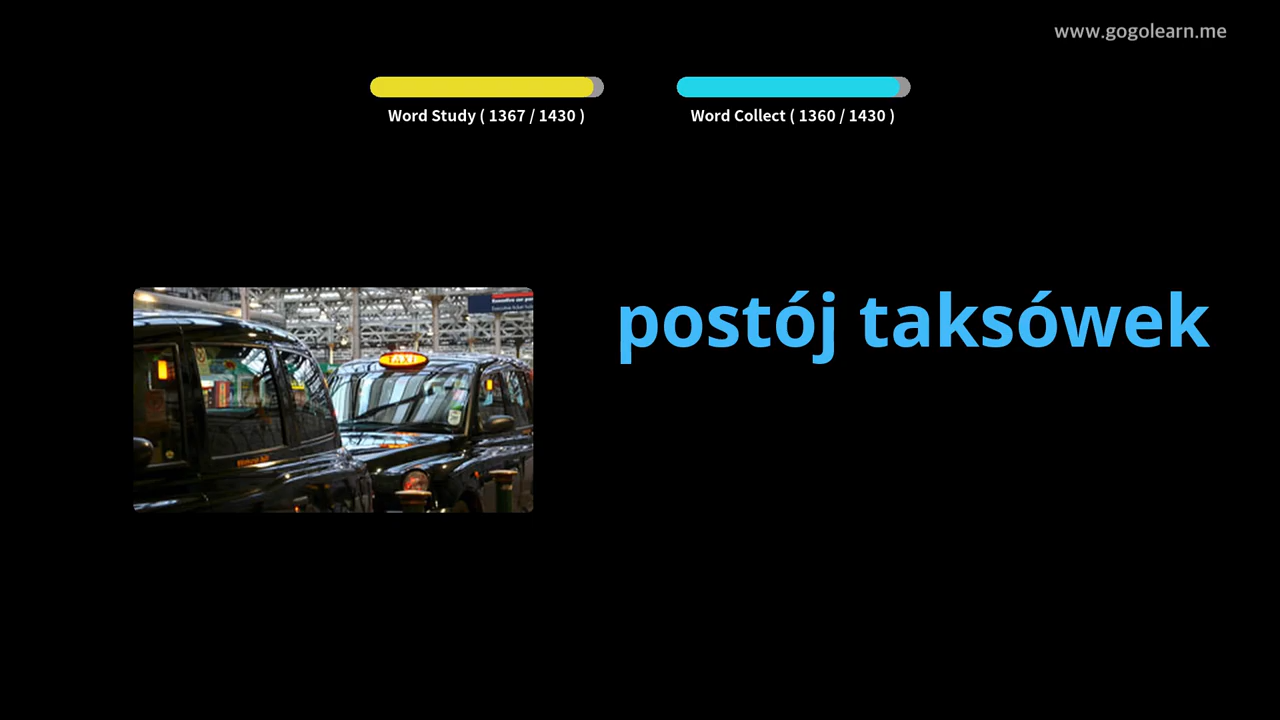 www.gogolearn.me
Word Study ( 1367 / 1430 )
Word Collect ( 1360 / 1430 )
postój taksówek
TAXI